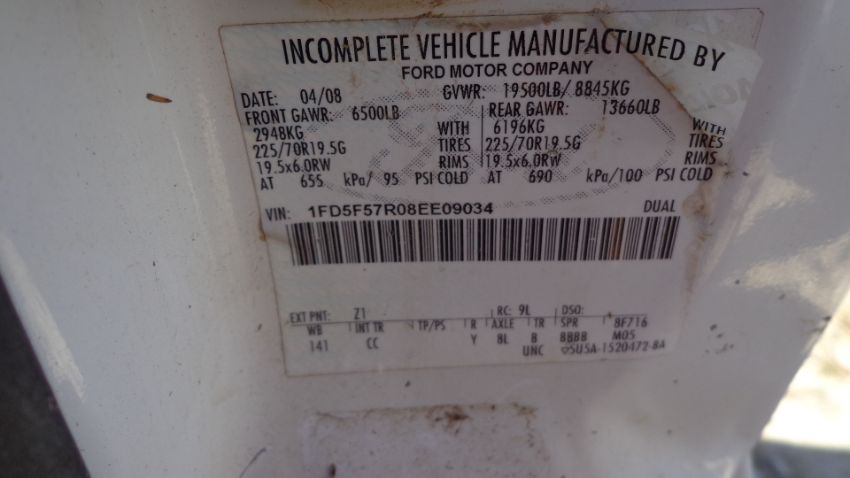 INCOMPLETE VEHICLE MANUFACTURED BY
FORD MOTOR COMPANY
DATE: 04/08 GVWR: 19500LB/ 8845KG
FRONT GAWR: 6500LB REAR GAWR: 13660LB
2948KG WITH 6196KG WITH
225/70R19.5G TIRES 225/70R19.5G TIRES
19.5x6.0RW RIMS 19.5x6.0RW RIMS
AT 655 kPa/ 95 PSI COLD AT 690 kPa/100 PSI COLD
VIN: 1FD5F57R08EE09034 DUAL
EXT PNT: Z1 RC: 9L DSO:
WB INT TR TP/PS R AXLE TR SPR 8F716
141 CC Y 8L B BBBB M05
UNC SU5A-1520472-8A